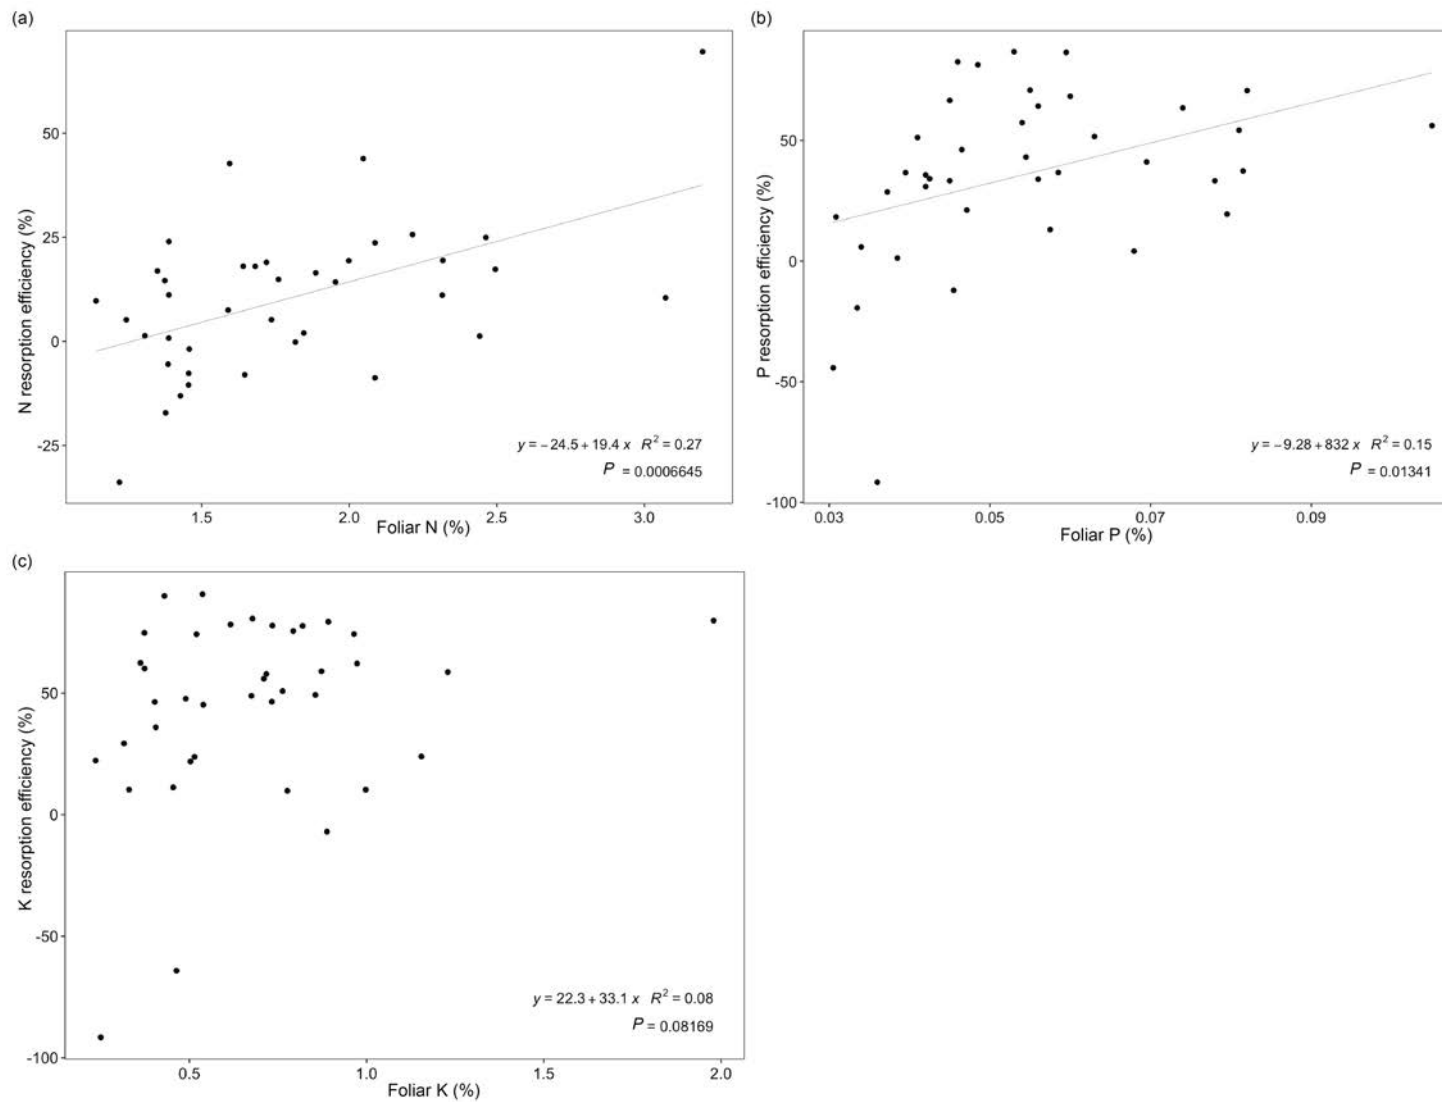 (a)
50
25
0
-25
N resorption efficiency (%)
y = −24.5 + 19.4 x R² = 0.27
P = 0.0006645
1.5 2.0 2.5 3.0
Foliar N (%)
(b)
50
0
-50
-100
P resorption efficiency (%)
y = −9.28 + 832 x R² = 0.15
P = 0.01341
0.03 0.05 0.07 0.09
Foliar P (%)
(c)
50
0
-50
-100
K resorption efficiency (%)
y = 22.3 + 33.1 x R² = 0.08
P = 0.08169
0.5 1.0 1.5 2.0
Foliar K (%)